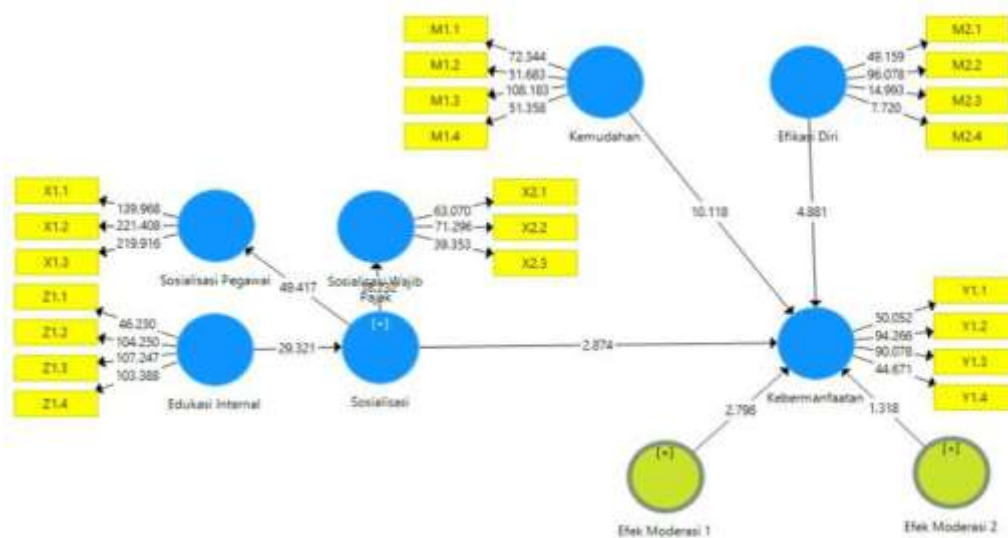 M1.1
M1.2
M1.3
M1.4
72.344
51.683
108.183
51.358
Kemudahan
M2.1
M2.2
M2.3
M2.4
49.159
96.078
14.993
7.720
Efikasi Diri
10.118
4.881
X1.1
X1.2
X1.3
139.968
221.408
219.916
Sosialisasi Pegawai
X2.1
X2.2
X2.3
63.070
71.296
39.353
Sosialisasi Wajib
Pajak
49.417
Z1.1
Z1.2
Z1.3
Z1.4
46.230
104.250
107.247
103.388
Edukasi Internal
29.321
[+]
Sosialisasi
2.874
Y1.1
Y1.2
Y1.3
Y1.4
50.052
94.266
90.078
44.671
Kebermanfaatan
2.796
1.318
[+]
Efek Moderasi 1
[+]
Efek Moderasi 2